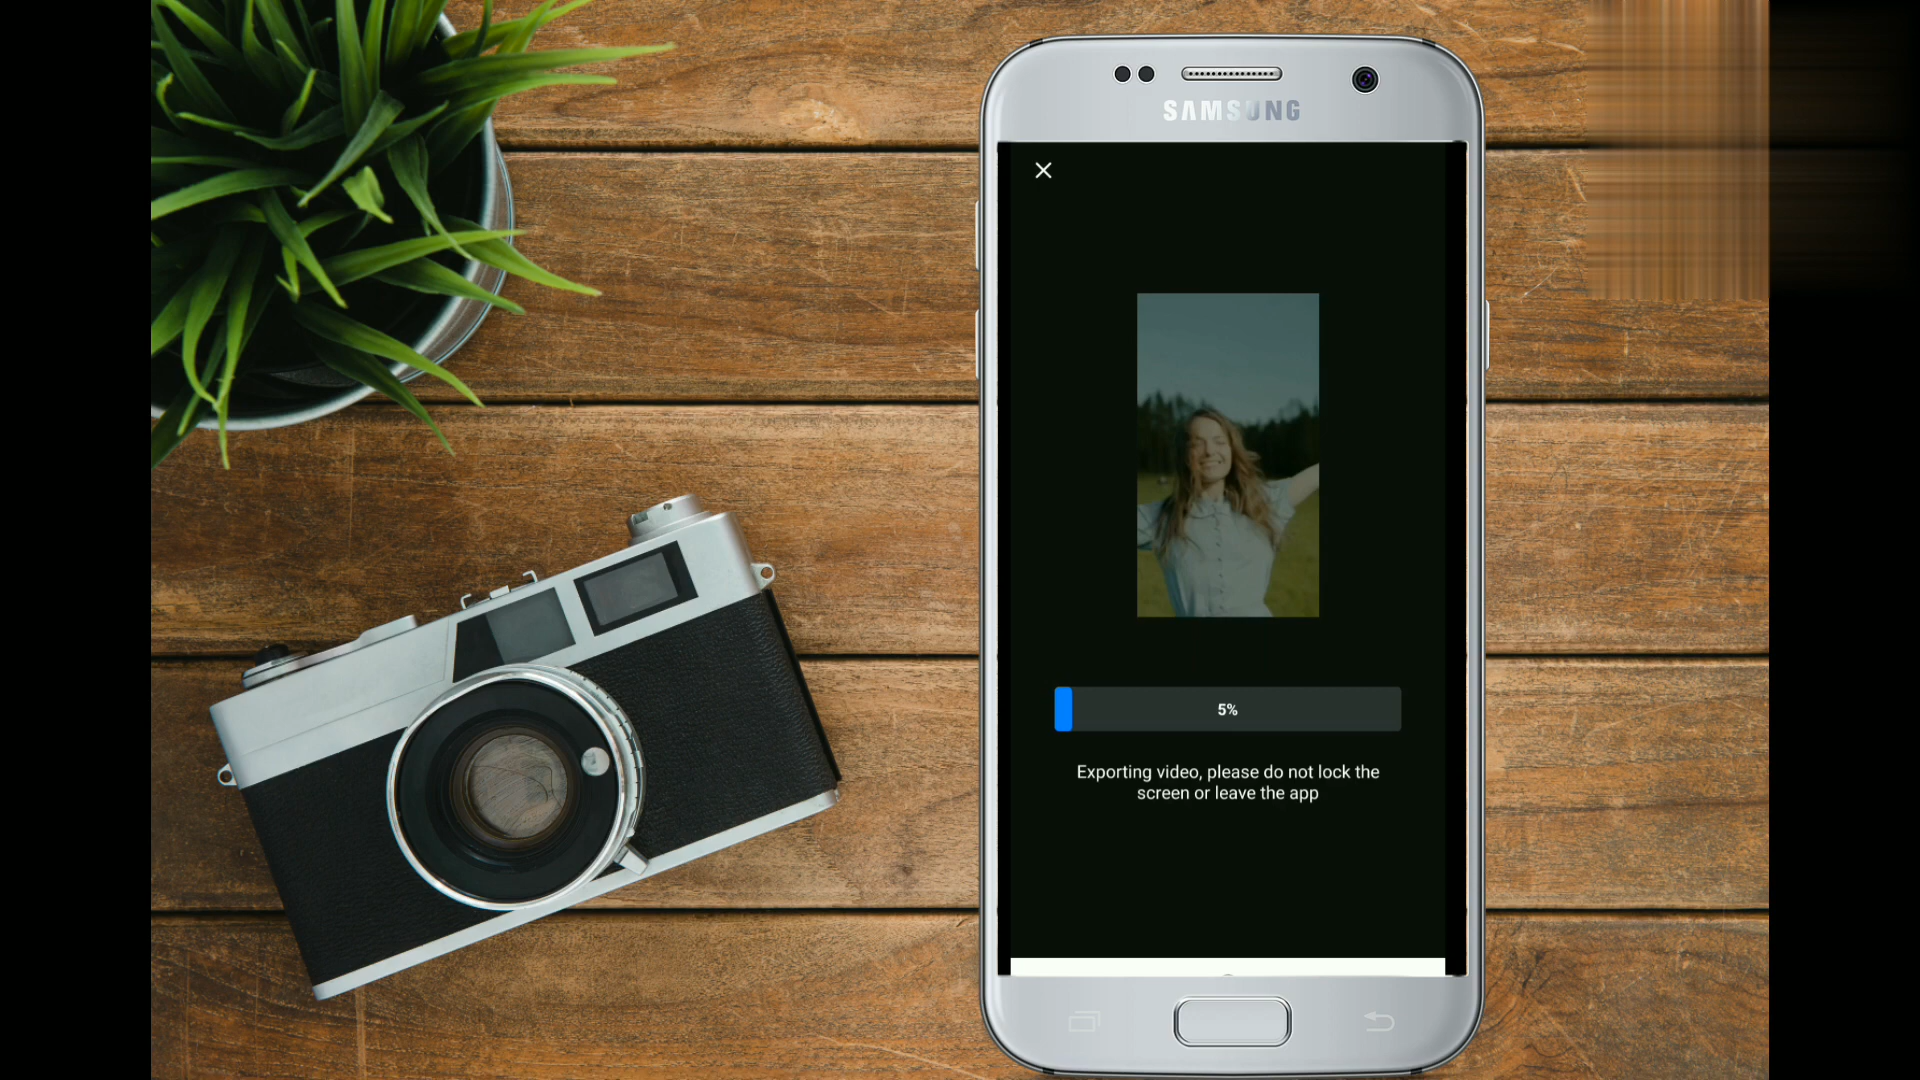 SAMSUNG
5%
Exporting video, please do not lock the
screen or leave the app